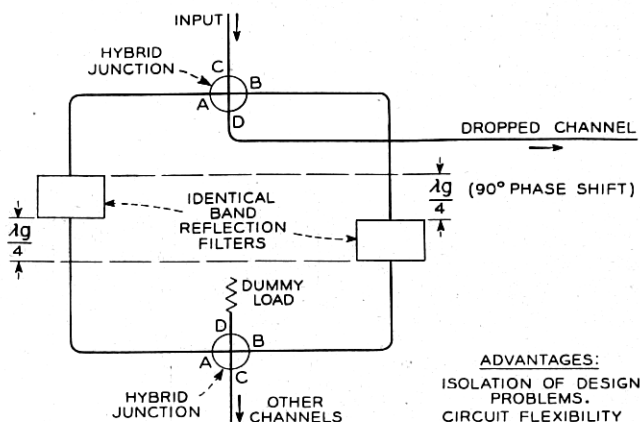 INPUT
HYBRID
JUNCTION
C
A
B
D
DROPPED CHANNEL
λg
4
(90° PHASE SHIFT)
IDENTICAL
BAND
REFLECTION
FILTERS
λg
4
DUMMY
LOAD
D
A
B
C
HYBRID
JUNCTION
OTHER
CHANNELS
ADVANTAGES:
ISOLATION OF DESIGN
PROBLEMS.
CIRCUIT FLEXIBILITY